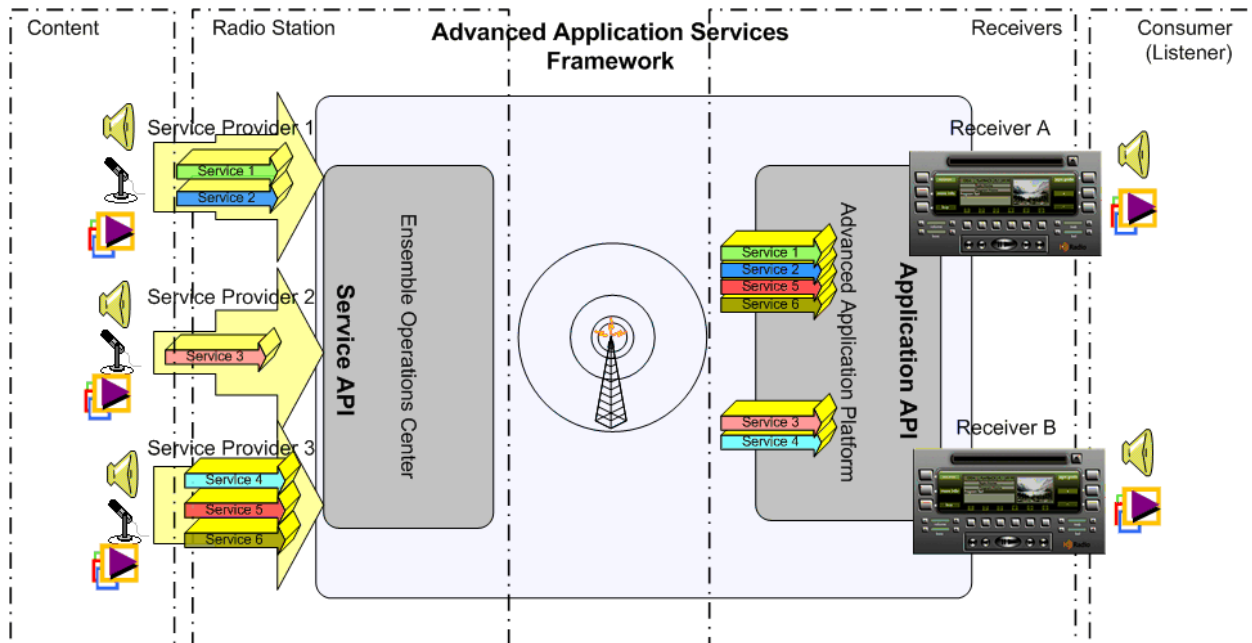 Content
Radio Station
Advanced Application Services
Framework
Receivers
Consumer
(Listener)
Service Provider 1
Service 1
Service 2
Service Provider 2
Service 3
Service Provider 3
Service 4
Service 5
Service 6
Service API
Ensemble Operations Center
Service 1
Service 2
Service 5
Service 6
Service 3
Service 4
Advanced Application Platform
Application API
Receiver A
Radio
Receiver B
Radio